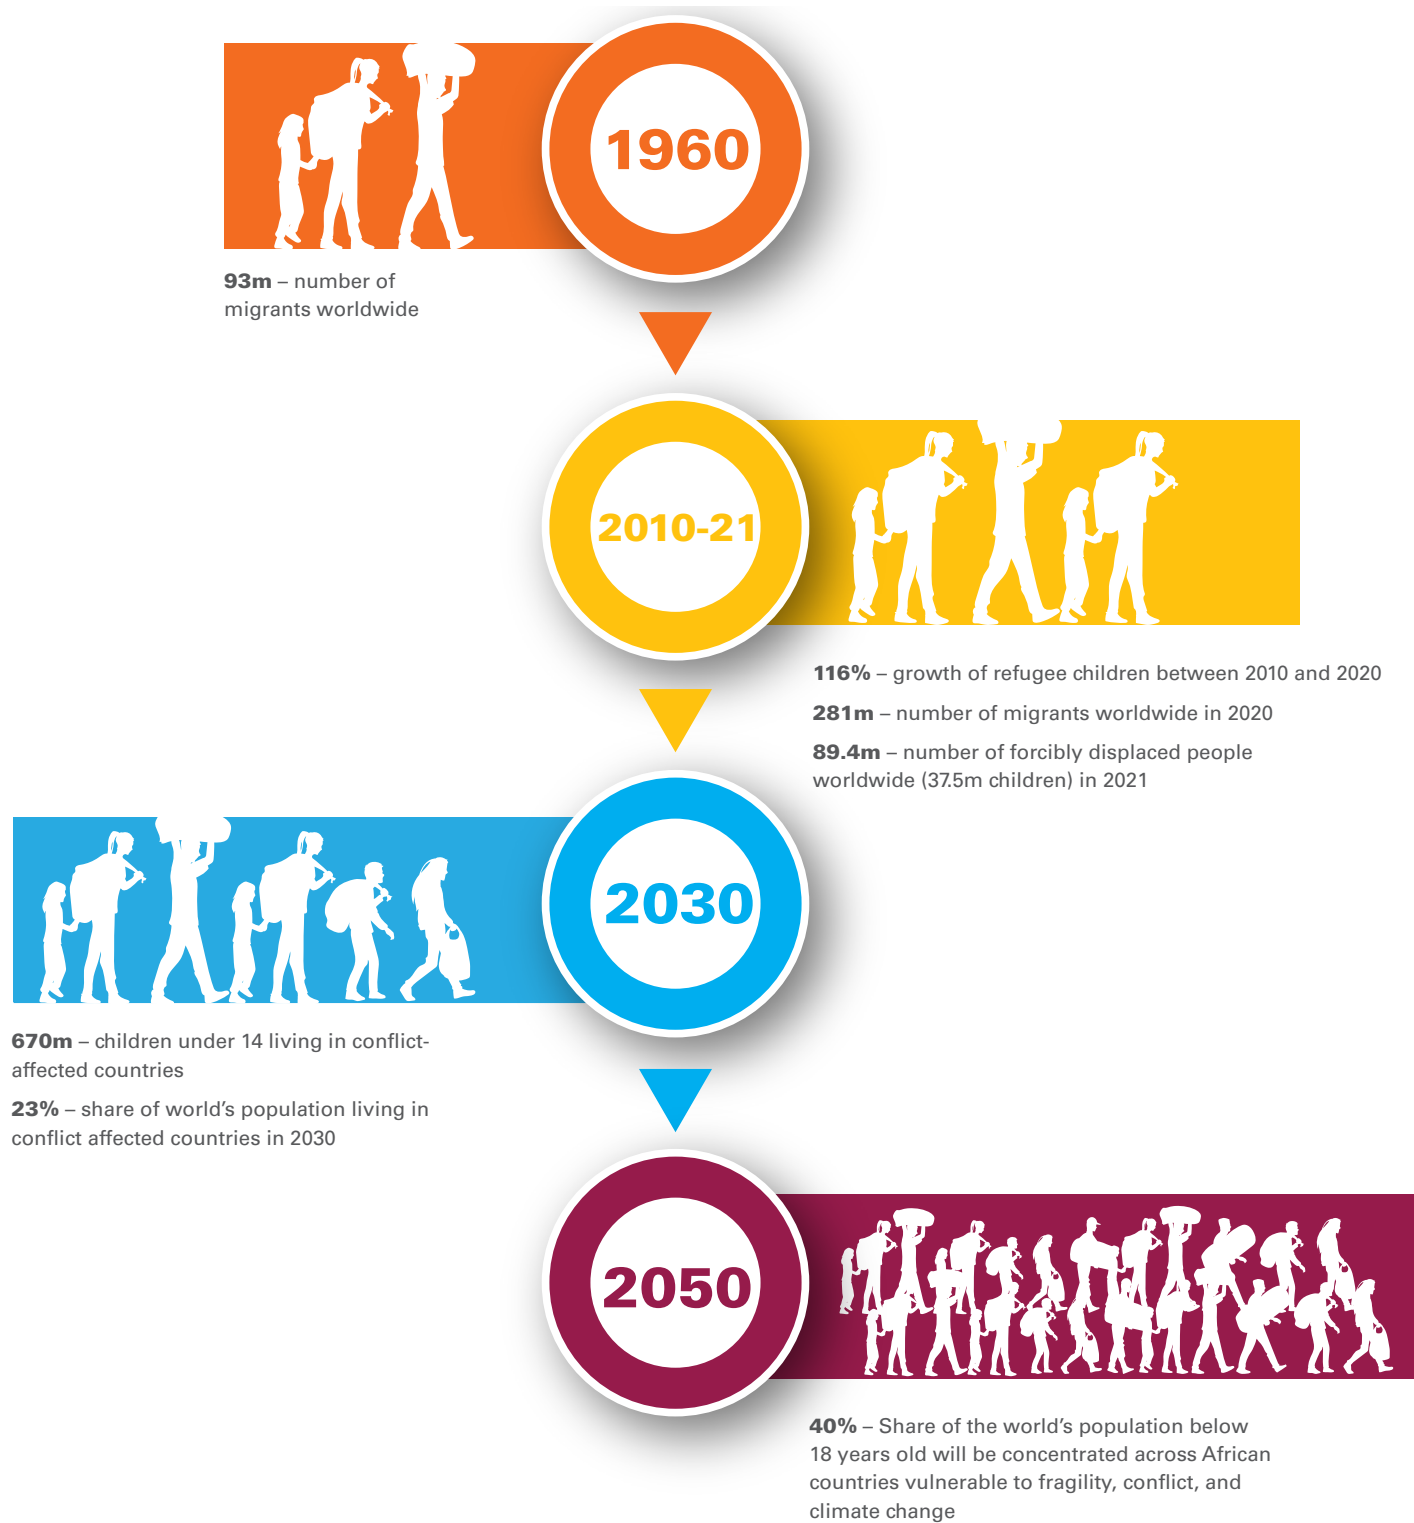 1960
93m – number of
migrants worldwide
2010-21
116% – growth of refugee children between 2010 and 2020
281m – number of migrants worldwide in 2020
89.4m – number of forcibly displaced people
worldwide (37.5m children) in 2021
2030
670m – children under 14 living in conflict-
affected countries
23% – share of world’s population living in
conflict affected countries in 2030
2050
40% – Share of the world’s population below
18 years old will be concentrated across African
countries vulnerable to fragility, conflict, and
climate change